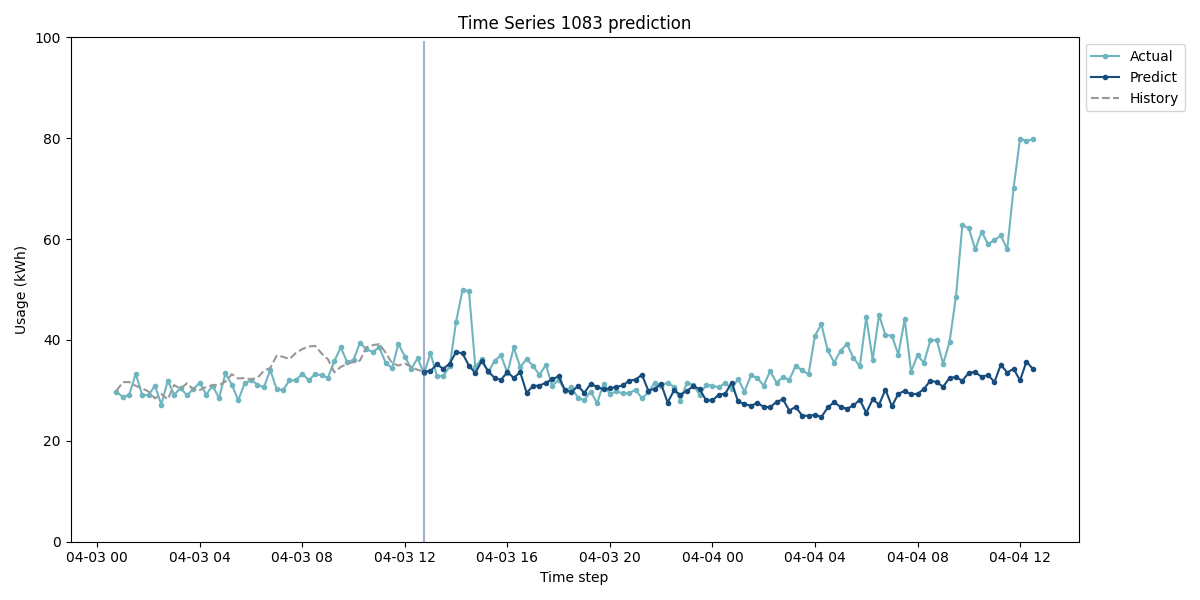 Time Series 1083 prediction
100
80
60
40
20
0
Usage (kWh)
04-03 00
04-03 04
04-03 08
04-03 12
04-03 16
04-03 20
04-04 00
04-04 04
04-04 08
04-04 12
Time step
Actual
Predict
History